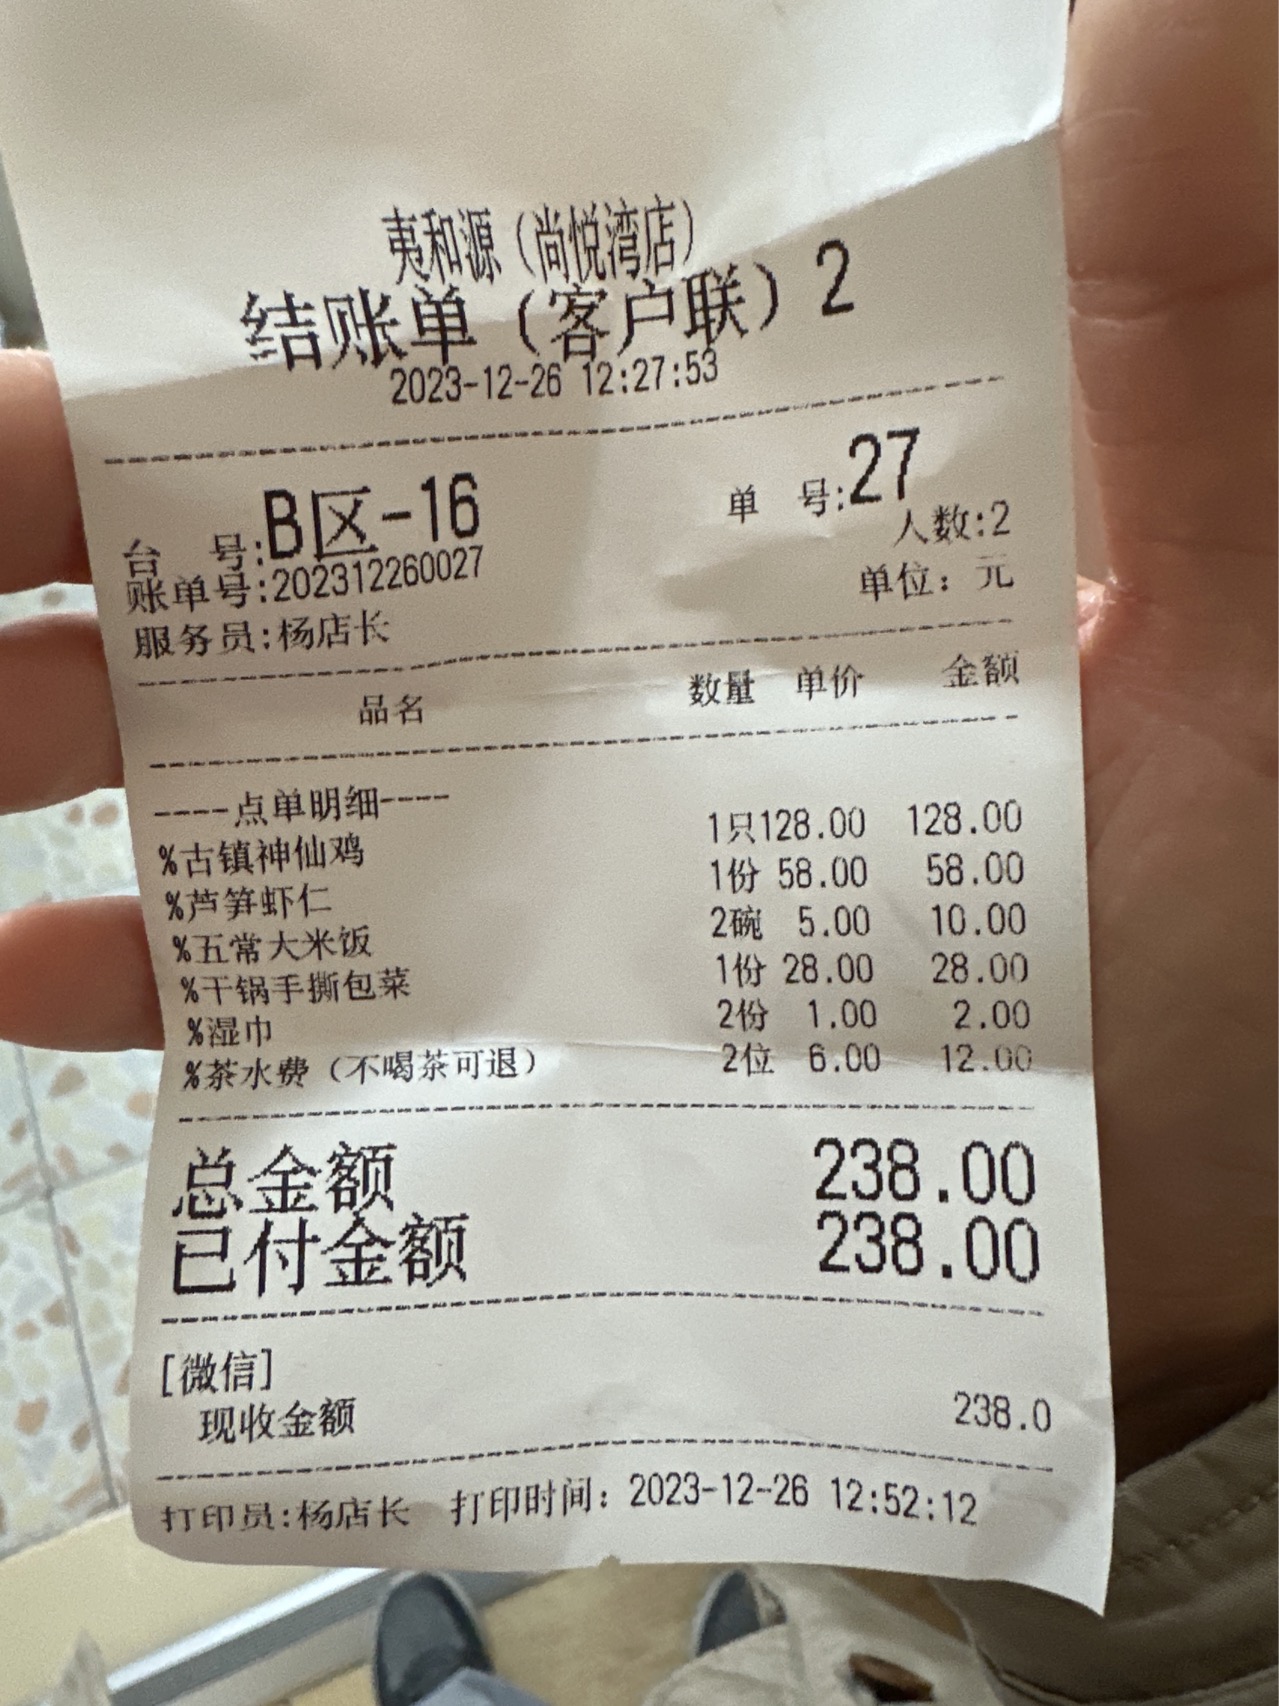 夷和源（尚悦湾店）
结账单（客户联）2
2023-12-26 12:27:53
台 号:B区-16 单 号:27
账单号:202312260027 人数:2
服务员:杨店长 单位：元
品名 数量 单价 金额
----点单明细----
%古镇神仙鸡 1只128.00 128.00
%芦笋虾仁 1份 58.00 58.00
%五常大米饭 2碗 5.00 10.00
%干锅手撕包菜 1份 28.00 28.00
%湿巾 2份 1.00 2.00
%茶水费（不喝茶可退） 2位 6.00 12.00
总金额 238.00
已付金额 238.00
[微信]
现收金额 238.0
打印员:杨店长 打印时间：2023-12-26 12:52:12